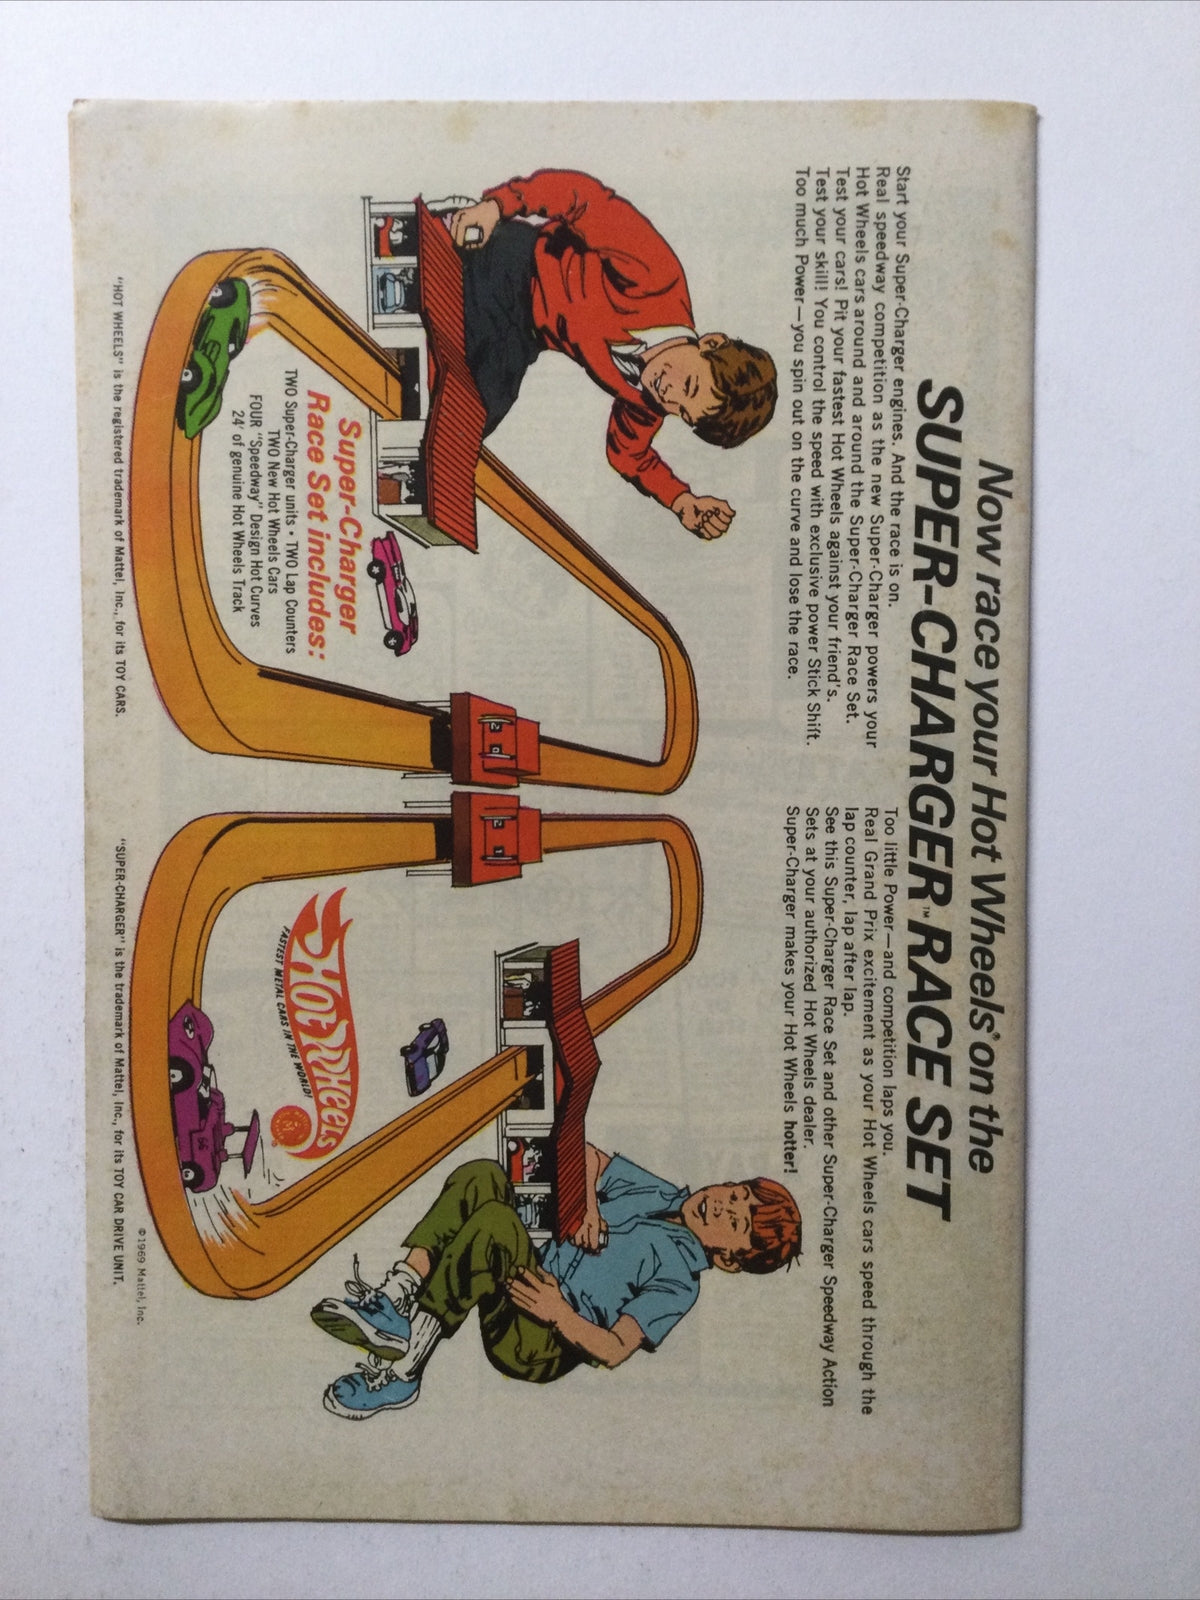 Now race your Hot Wheels® on the
SUPER-CHARGER™ RACE SET
Start your Super-Charger engines. And the race is on.
Real speedway competition as the new Super-Charger powers your
Hot Wheels cars around and around the Super-Charger Race Set.
Test your cars! Pit your fastest Hot Wheels against your friend's.
Test your skill! You control the speed with exclusive power Stick Shift.
Too much Power—you spin out on the curve and lose the race.
Too little Power—and competition laps you.
Real Grand Prix excitement as your Hot Wheels cars speed through the
lap counter, lap after lap.
See this Super-Charger Race Set and other Super-Charger Speedway Action
Sets at your authorized Hot Wheels dealer.
Super-Charger makes your Hot Wheels hotter!
2 0
2 1
Super-Charger
Race Set includes:
TWO Super-Charger units • TWO Lap Counters
TWO New Hot Wheels Cars
FOUR "Speedway" Design Hot Curves
24' of genuine Hot Wheels Track
HOT WHEELS
FASTEST METAL CARS IN THE WORLD!
66
©1969 Mattel, Inc.
"HOT WHEELS" is the registered trademark of Mattel, Inc., for its TOY CARS.
"SUPER-CHARGER" is the trademark of Mattel, Inc., for its TOY CAR DRIVE UNIT.